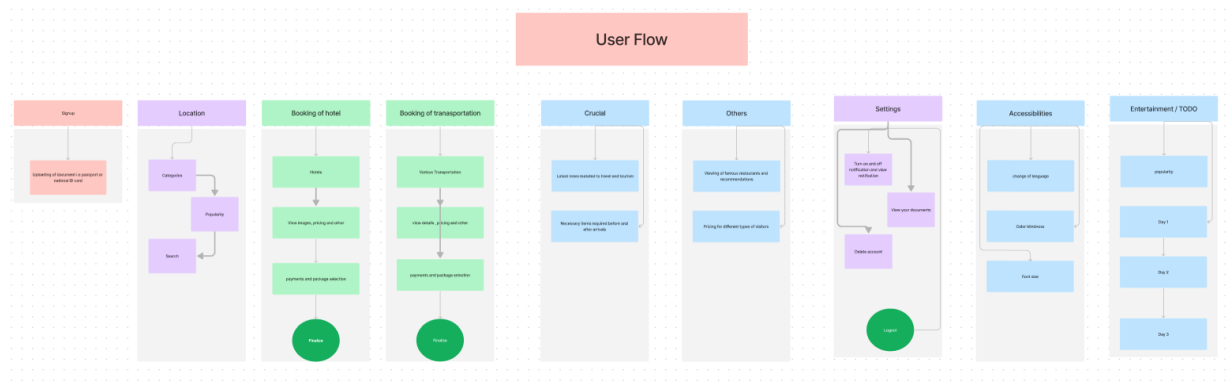 User Flow
Location
Booking of hotel
Booking of trasnportation
Crucial
Others
Settings
Accessibilities
Entertainment / TODO
Uploading of document i.e passport or
national ID card
Categories
Popularity
Search
Hotels
View images, pricing and other
payments and package selection
Finalize
Various Transportation
view details , pricing and other
payments and package selection
Finalize
Latest news realated to travel and tourism
Necessary items required before and
after arrivals
Viewing of famous restaurants and
recommendations
Pricing for different types of visitors
Turn on and off
notification and view
notification
View your documents
Delete account
Logout
change of language
Color blindness
Font size
popularity
Day 1
Day 2
Day 3